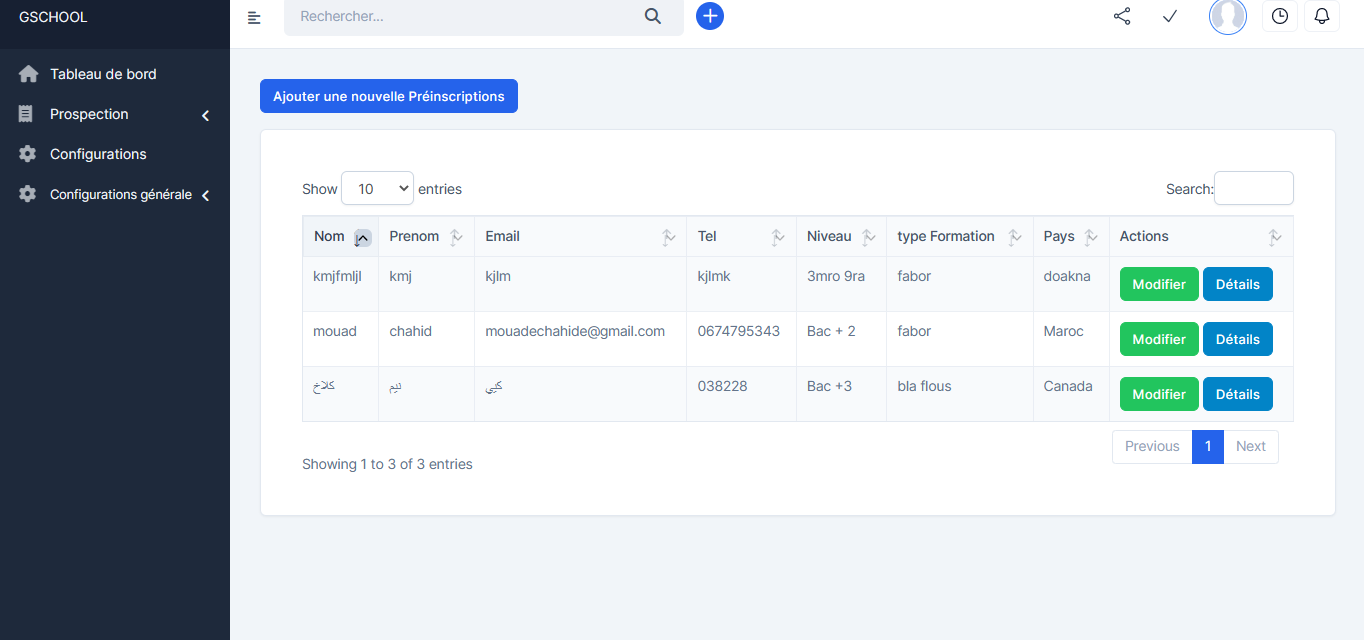 GSCHOOL
Rechercher...
Tableau de bord
Prospection
Configurations
Configurations générale
Ajouter une nouvelle Préinscriptions
Show 10 entries
Search:
Nom Prenom Email Tel Niveau type Formation Pays Actions
kmjfmljl kmj kjlm kjlmk 3mro 9ra fabor doakna Modifier Détails
mouad chahid mouadechahide@gmail.com 0674795343 Bac + 2 fabor Maroc Modifier Détails
كلاخ 038228 Bac +3 bla flous Canada Modifier Détails
Previous 1 Next
Showing 1 to 3 of 3 entries